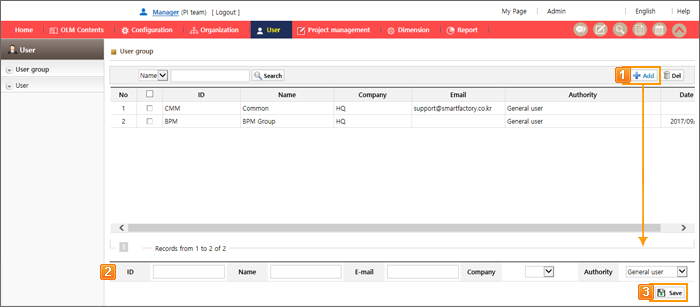 Manager (PI team) [ Logout ] My Page Admin English Help
Home OLM Contents Configuration Organization User Project management Dimension Report
User
User group
User
User group
Name Search 1 Add Del
No ID Name Company Email Authority Date
1 CMM Common HQ support@smartfactory.co.kr General user
2 BPM BPM Group HQ General user 2017/09/
1 Records from 1 to 2 of 2
2 ID Name E-mail Company Authority General user
3 Save